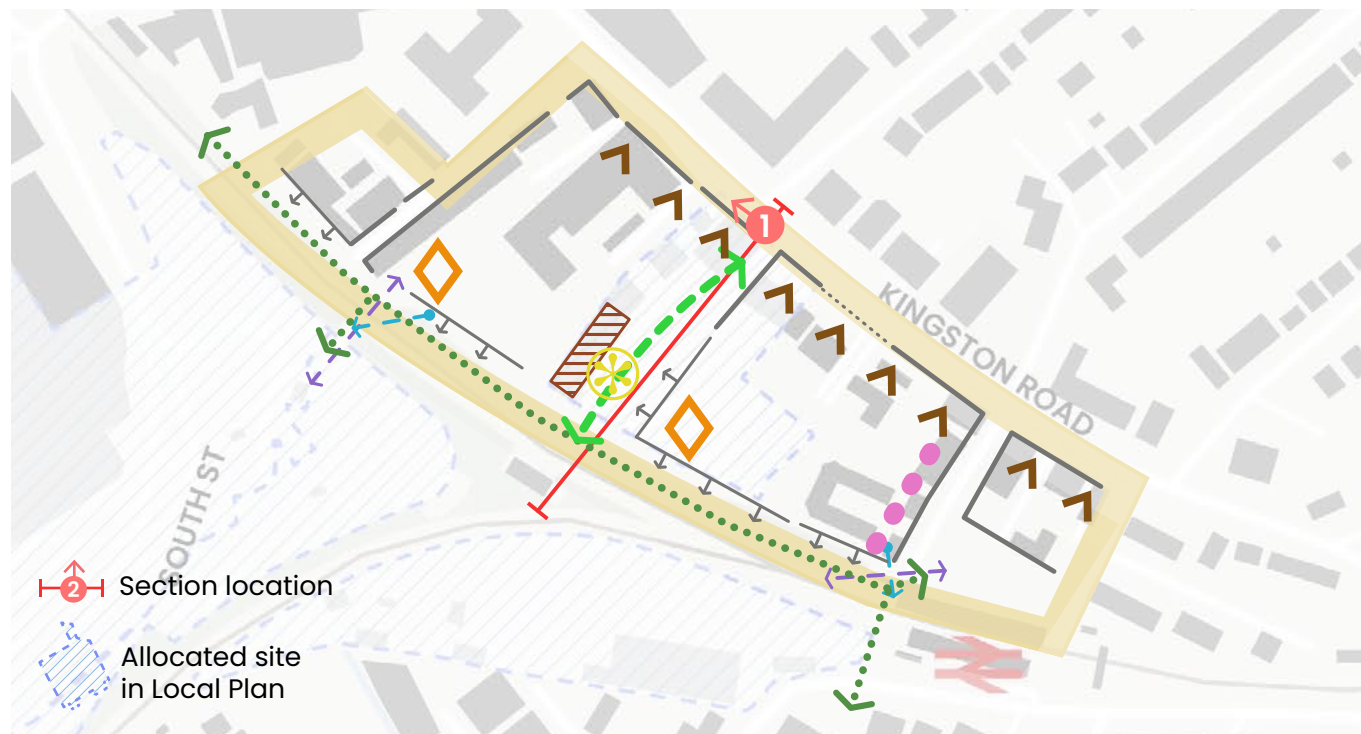 1
KINGSTON ROAD
SOUTH ST
2 Section location
Allocated site
in Local Plan